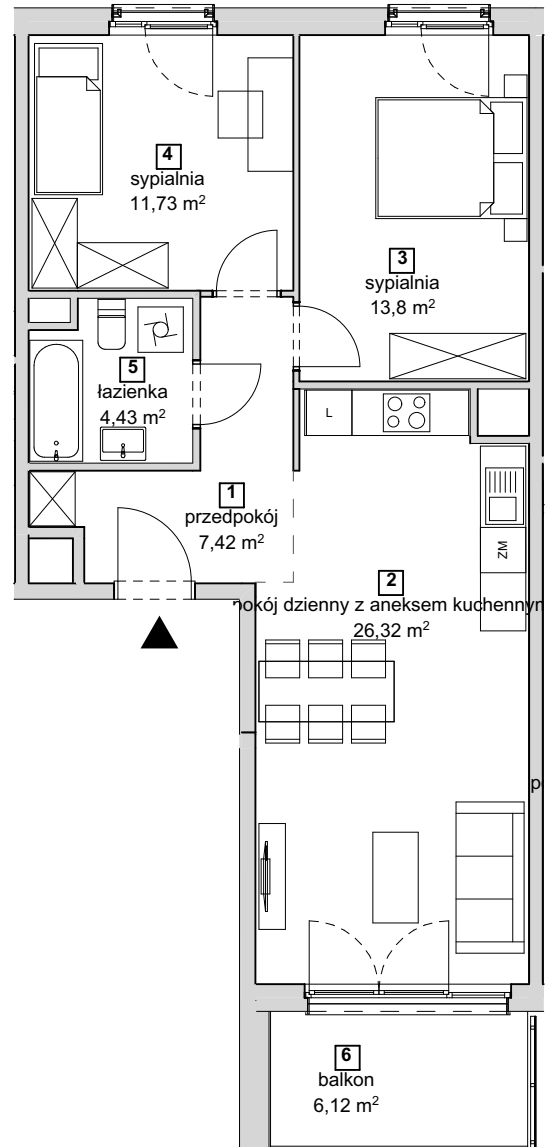 4
sypialnia
11,73 m²
3
sypialnia
13,8 m²
5
łazienka
4,43 m²
L
1
przedpokój
7,42 m²
ZM
2
pokój dzienny z aneksem kuchennym
26,32 m²
6
balkon
6,12 m²